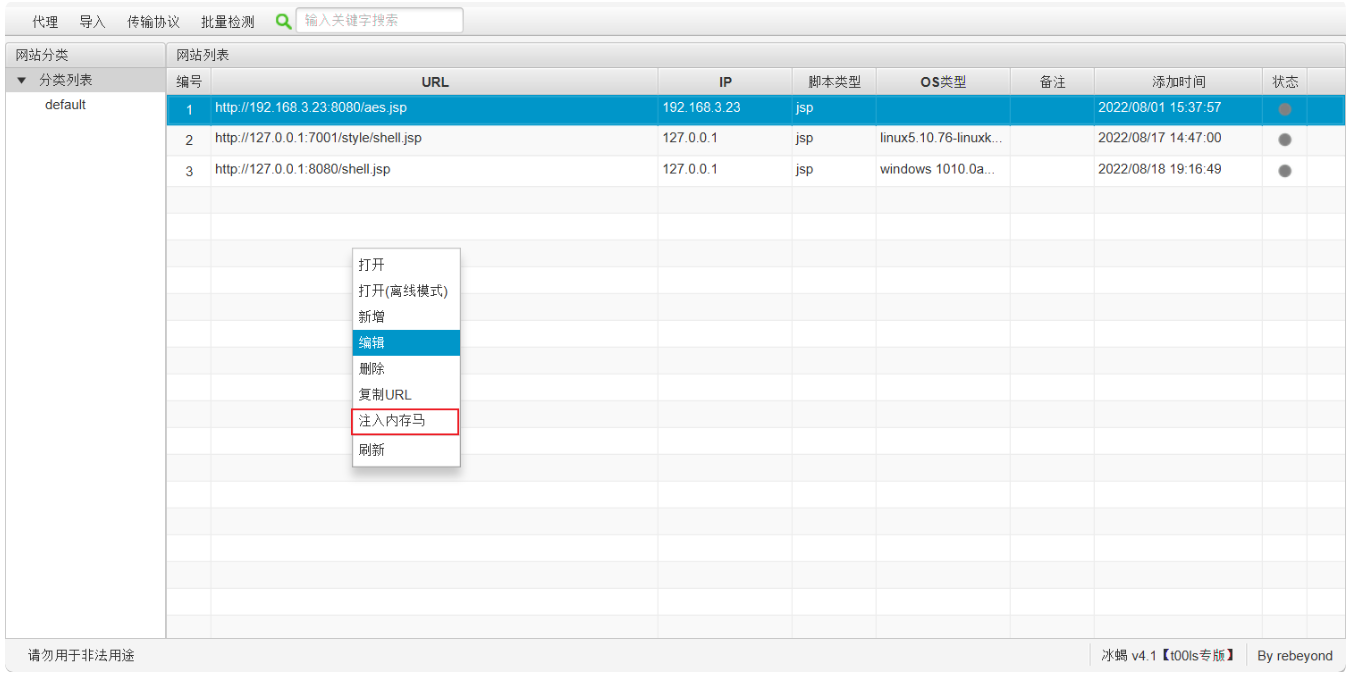 代理 导入 传输协议 批量检测 输入关键字搜索
网站分类 网站列表
分类列表 编号 URL IP 脚本类型 OS类型 备注 添加时间 状态
default 1 http://192.168.3.23:8080/aes.jsp 192.168.3.23 jsp 2022/08/01 15:37:57
2 http://127.0.0.1:7001/style/shell.jsp 127.0.0.1 jsp linux5.10.76-linuxk... 2022/08/17 14:47:00
3 http://127.0.0.1:8080/shell.jsp 127.0.0.1 jsp windows 1010.0a... 2022/08/18 19:16:49
打开
打开(离线模式)
新增
编辑
删除
复制URL
注入内存马
刷新
请勿用于非法用途 冰蝎 v4.1【t00ls专版】 By rebeyond